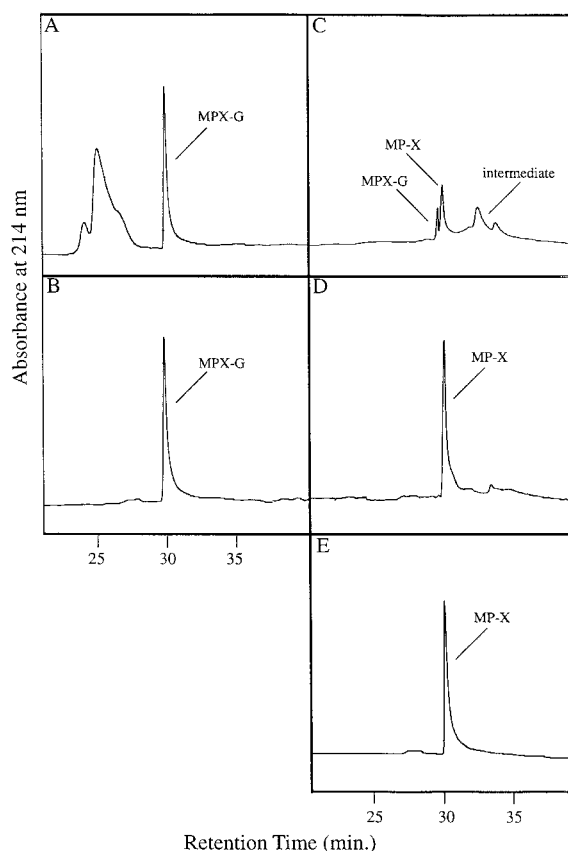 A
MPX-G
C
MP-X
MPX-G
intermediate
B
MPX-G
D
MP-X
E
MP-X
25 30 35
25 30 35
Absorbance at 214 nm
Retention Time (min.)